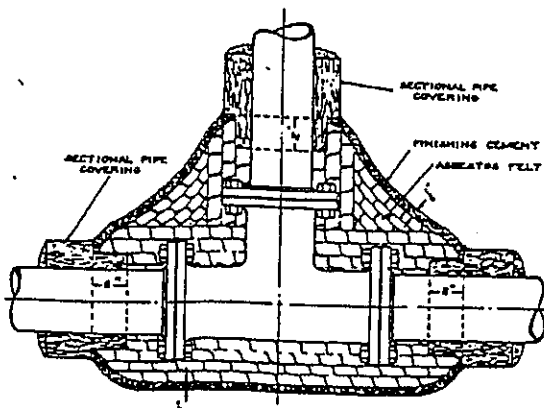 SECTIONAL PIPE
COVERING
FINISHING CEMENT
ASBESTOS FELT
SECTIONAL PIPE
COVERING